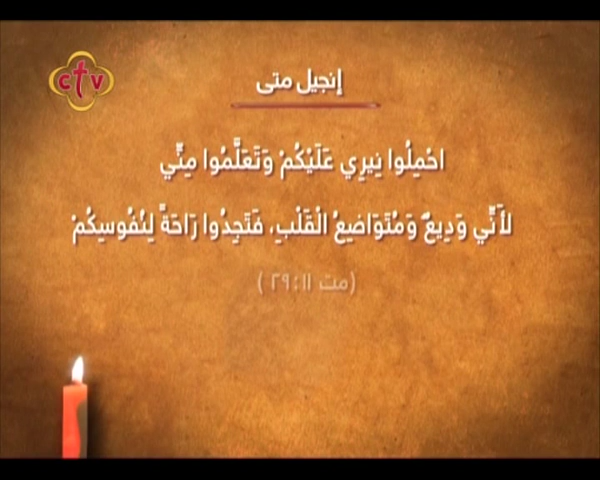 CTV
إنجيل متى
احْمِلُوا نِيرِي عَلَيْكُمْ وَتَعَلَّمُوا مِنِّي
لأَنِّي وَدِيعٌ وَمُتَوَاضِعُ الْقَلْبِ، فَتَجِدُوا رَاحَةً لِنُفُوسِكُمْ
(مت ١١ : ٢٩)